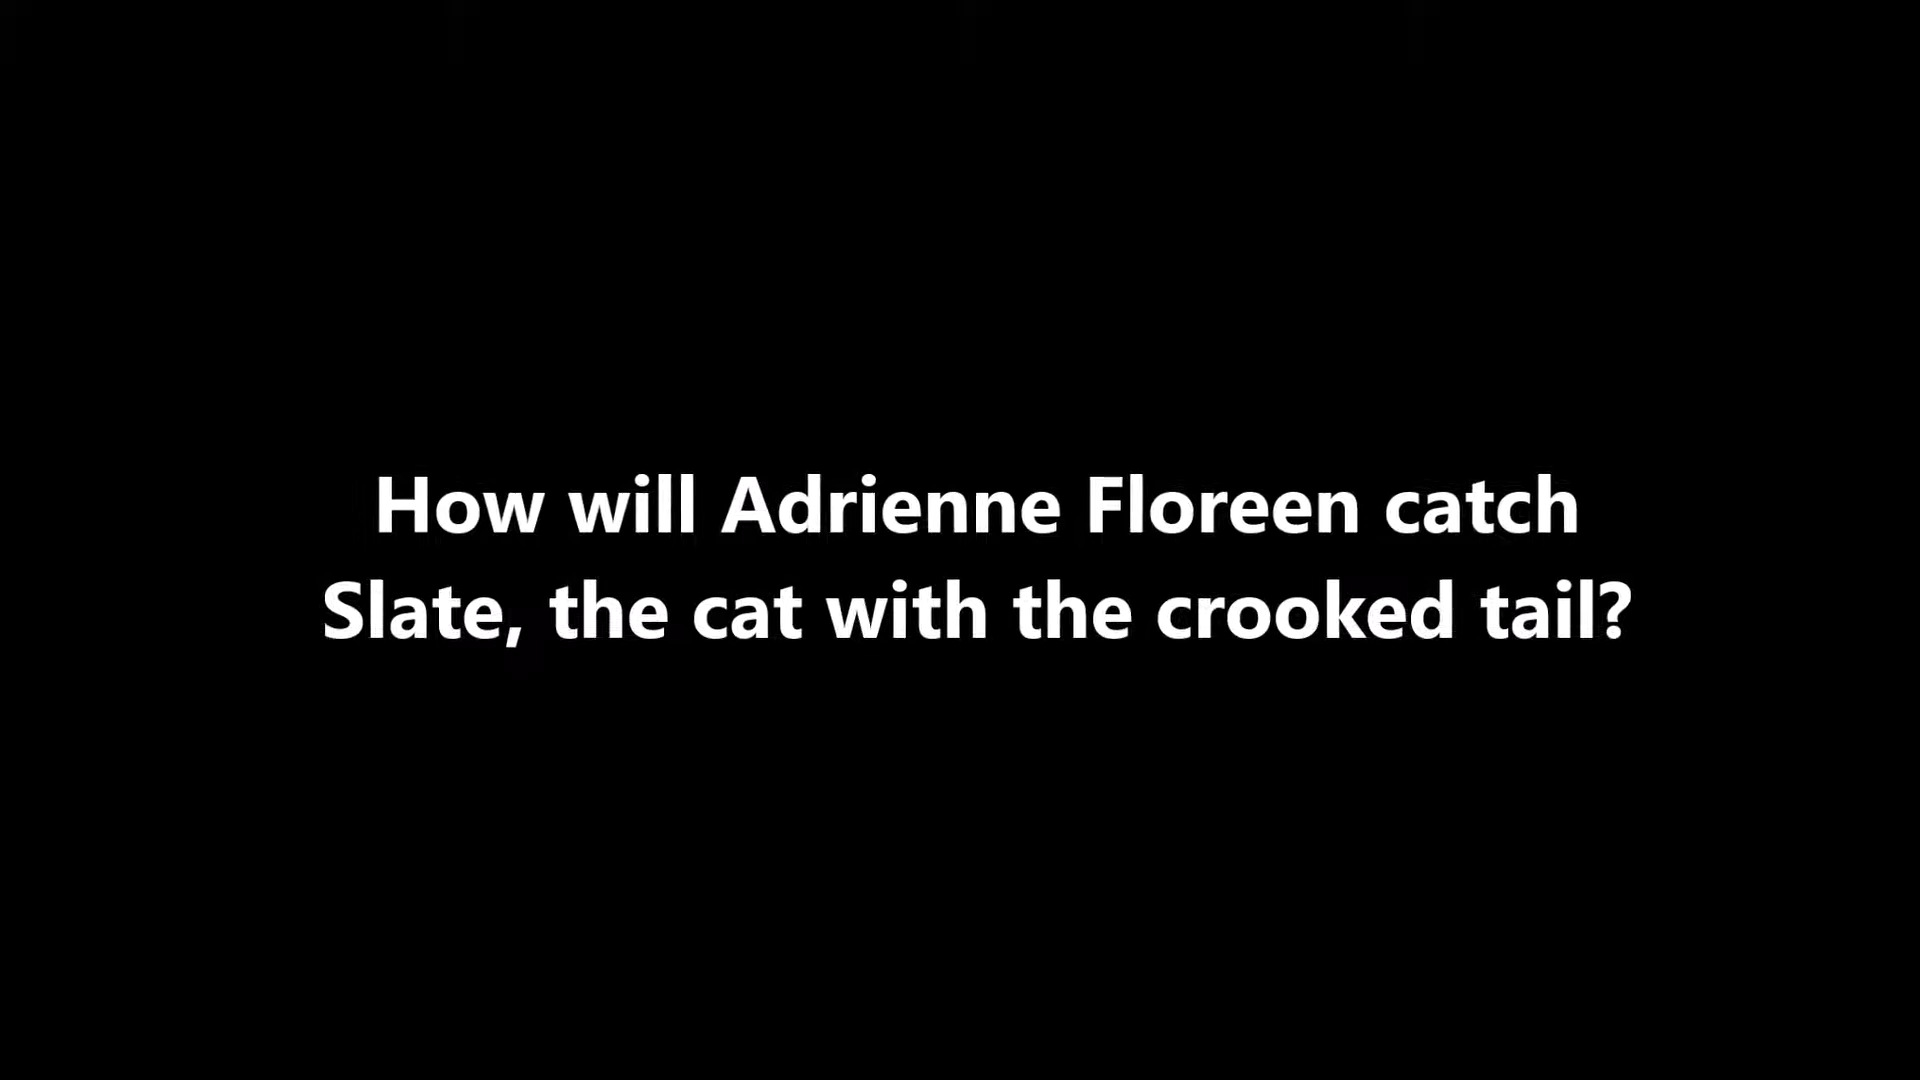 How will Adrienne Floreen catch
Slate, the cat with the crooked tail?